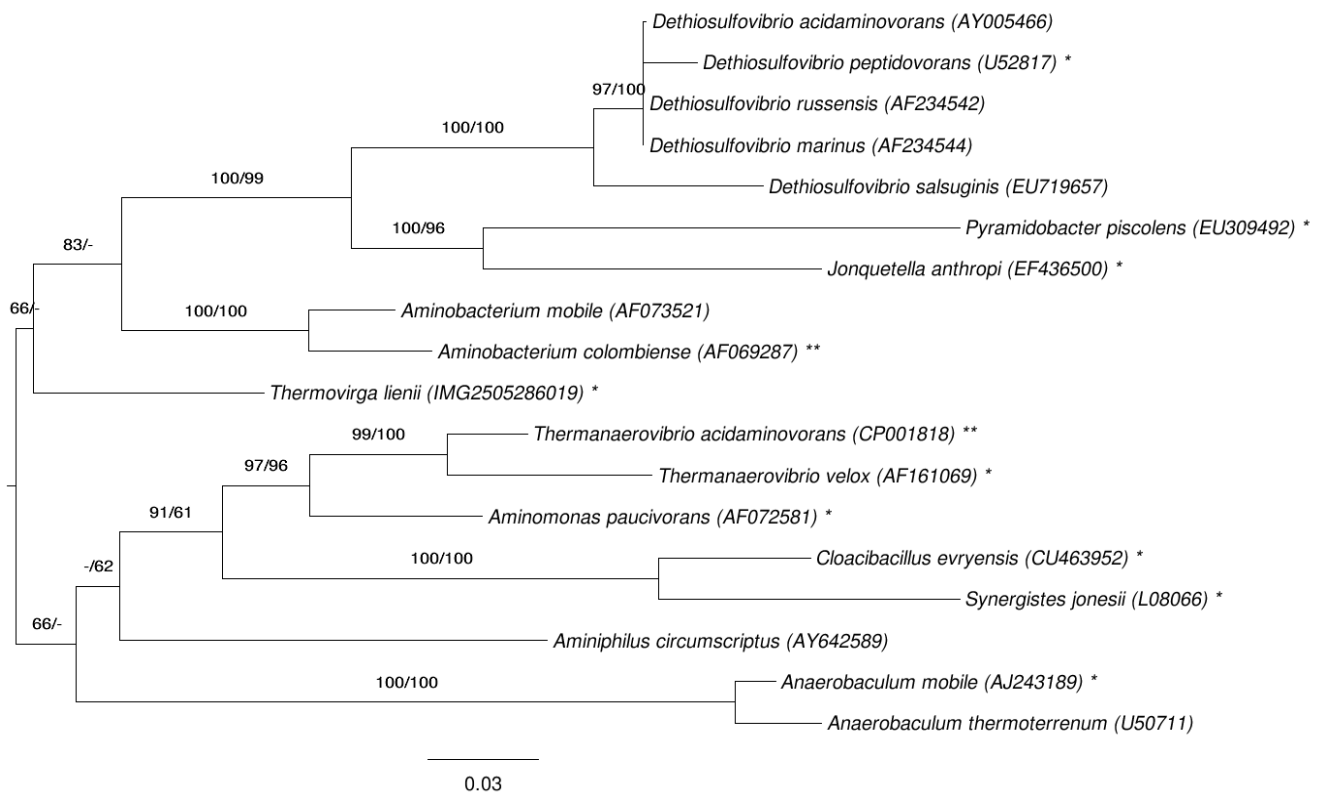 Dethiosulfovibrio acidaminovorans (AY005466)
Dethiosulfovibrio peptidovorans (U52817) *
97/100
Dethiosulfovibrio russensis (AF234542)
100/100
Dethiosulfovibrio marinus (AF234544)
100/99
Dethiosulfovibrio salsuginis (EU719657)
100/96
Pyramidobacter piscolens (EU309492) *
83/-
Jonquetella anthropi (EF436500) *
66/-
100/100
Aminobacterium mobile (AF073521)
Aminobacterium colombiense (AF069287) **
Thermovirga lienii (IMG2505286019) *
99/100
Thermanaerovibrio acidaminovorans (CP001818) **
97/96
Thermanaerovibrio velox (AF161069) *
91/61
Aminomonas paucivorans (AF072581) *
100/100
Cloacibacillus evryensis (CU463952) *
-/62
Synergistes jonesii (L08066) *
66/-
Aminiphilus circumscriptus (AY642589)
100/100
Anaerobaculum mobile (AJ243189) *
Anaerobaculum thermoterrenum (U50711)
0.03